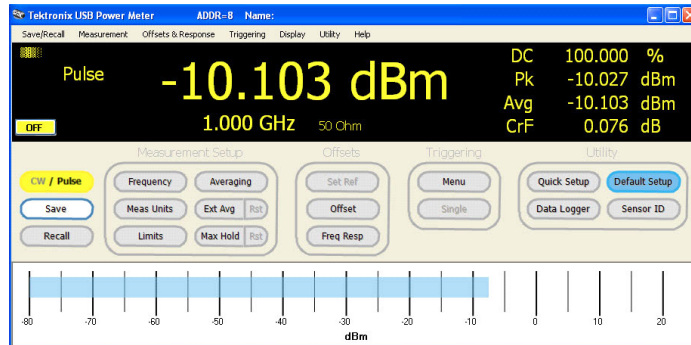 Tektronix USB Power Meter ADDR=8 Name:
Save/Recall Measurement Offsets & Response Triggering Display Utility Help
Pulse
-10.103 dBm
OFF
1.000 GHz 50 Ohm
DC 100.000 %
Pk -10.027 dBm
Avg -10.103 dBm
CrF 0.076 dB
Measurement Setup Offsets Triggering Utility
CW / Pulse Frequency Averaging Set Ref Menu Quick Setup Default Setup
Save Meas Units Ext Avg Rst Offset Single Data Logger Sensor ID
Recall Limits Max Hold Rst Freq Resp
-80 -70 -60 -50 -40 -30 -20 -10 0 10 20
dBm